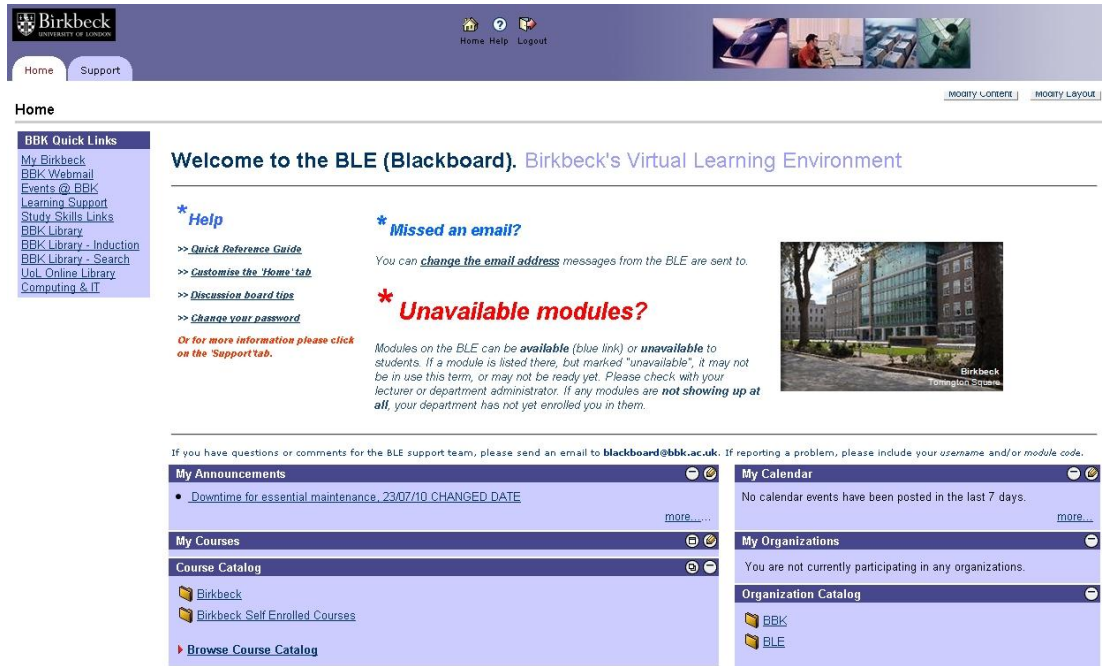 Birkbeck
UNIVERSITY OF LONDON
Home Help Logout
Home Support
Modify Content Modify Layout
Home
BBK Quick Links
My Birkbeck
BBK Webmail
Events @ BBK
Learning Support
Study Skills Links
BBK Library
BBK Library - Induction
BBK Library - Search
UoL Online Library
Computing & IT
Welcome to the BLE (Blackboard). Birkbeck's Virtual Learning Environment
*Help
>> Quick Reference Guide
>> Customise the 'Home' tab
>> Discussion board tips
>> Change your password
Or for more information please click
on the 'Support'tab.
* Missed an email?
You can change the email address messages from the BLE are sent to.
* Unavailable modules?
Modules on the BLE can be available (blue link) or unavailable to
students. If a module is listed there, but marked "unavailable", it may not
be in use this term, or may not be ready yet. Please check with your
lecturer or department administrator. If any modules are not showing up at
all, your department has not yet enrolled you in them.
Birkbeck
Torrington Square
If you have questions or comments for the BLE support team, please send an email to blackboard@bbk.ac.uk. If reporting a problem, please include your username and/or module code.
My Announcements
Downtime for essential maintenance, 23/07/10 CHANGED DATE
more......
My Courses
Course Catalog
Birkbeck
Birkbeck Self Enrolled Courses
Browse Course Catalog
My Calendar
No calendar events have been posted in the last 7 days.
more...
My Organizations
You are not currently participating in any organizations.
Organization Catalog
BBK
BLE